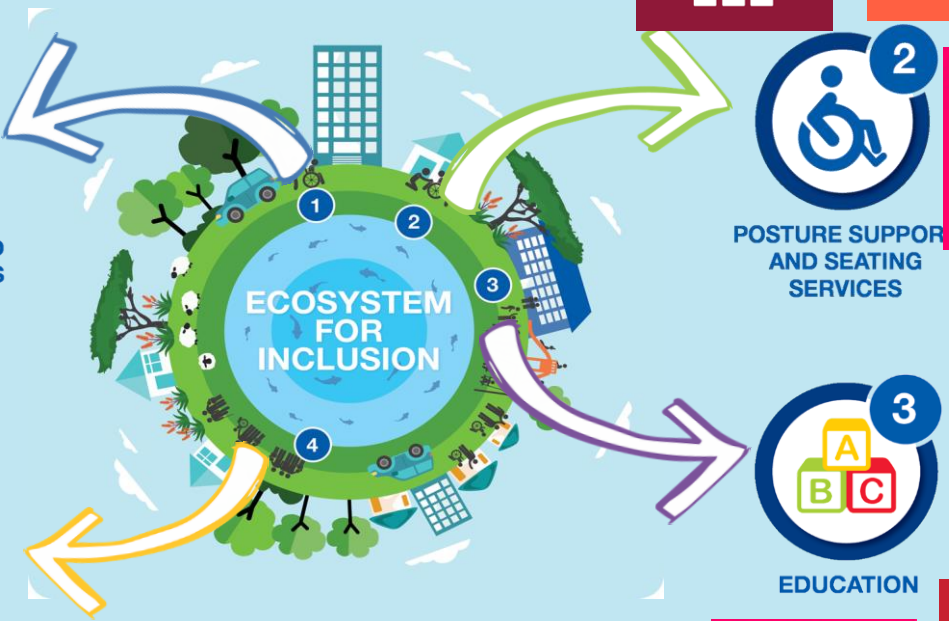 1
2
3
4
ECOSYSTEM
FOR
INCLUSION
2
POSTURE SUPPOR
AND SEATING
SERVICES
3
A
B C
EDUCATION